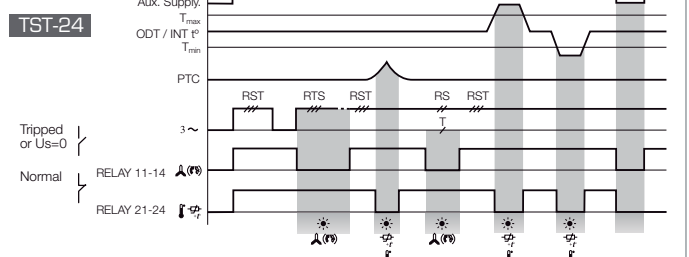 Aux. Supply.
TST-24
Tmax
ODT / INT tº
Tmin
PTC
RST RTS RST RS RST
T
3~
Tripped
or Us=0
Normal
RELAY 11-14
RELAY 21-24